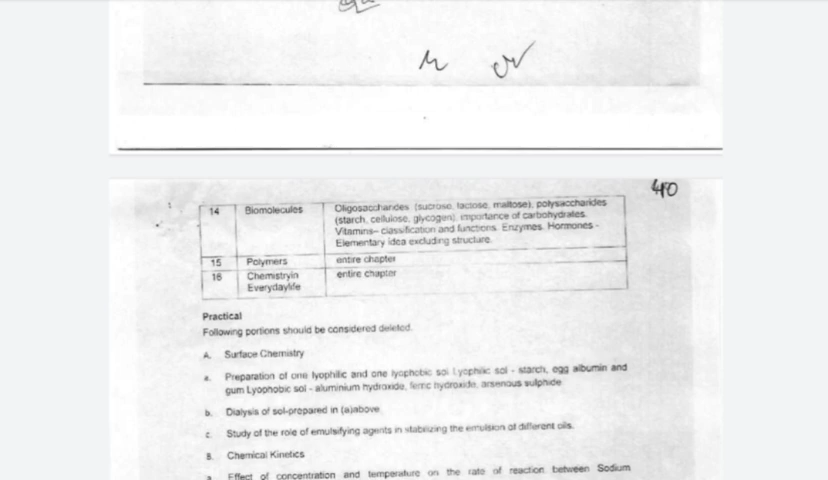 40
14 Biomolecules Oligosaccharides (sucrose, lactose, maltose), polysaccharides
(starch, cellulose, glycogen), importance of carbohydrates.
Vitamins– classification and functions. Enzymes. Hormones -
Elementary idea excluding structure.
15 Polymers entire chapter
16 Chemistryin entire chapter
Everydaylife
Practical
Following portions should be considered deleted.
A. Surface Chemistry
a. Preparation of one lyophilic and one lyophobic sol Lyophilic sol - starch, egg albumin and
gum Lyophobic sol - aluminium hydroxide, ferric hydroxide, arsenous sulphide
b. Dialysis of sol-prepared in (a)above
c. Study of the role of emulsifying agents in stabilizing the emulsion of different oils.
B. Chemical Kinetics
a Effect of concentration and temperature on the rate of reaction between Sodium